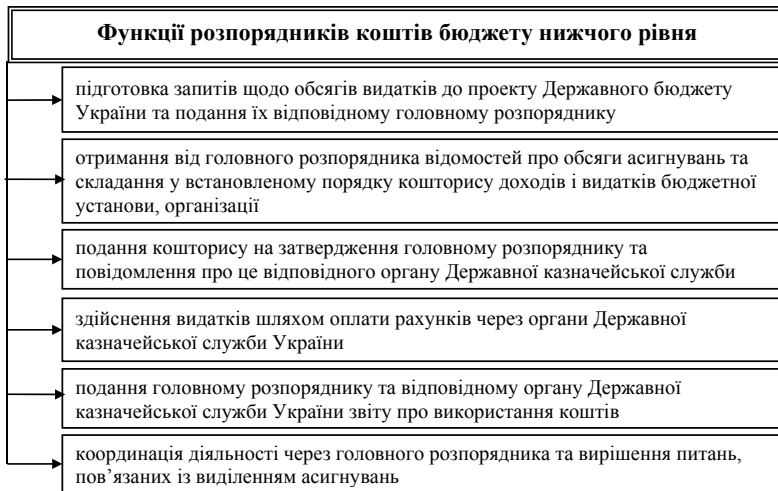 Функції розпорядників коштів бюджету нижчого рівня
підготовка запитів щодо обсягів видатків до проекту Державного бюджету
України та подання їх відповідному головному розпоряднику
отримання від головного розпорядника відомостей про обсяги асигнувань та
складання у встановленому порядку кошторису доходів і видатків бюджетної
установи, організації
подання кошторису на затвердження головному розпоряднику та
повідомлення про це відповідного органу Державної казначейської служби
здійснення видатків шляхом оплати рахунків через органи Державної
казначейської служби України
подання головному розпоряднику та відповідному органу Державної
казначейської служби України звіту про використання коштів
координація діяльності через головного розпорядника та вирішення питань,
пов’язаних із виділенням асигнувань